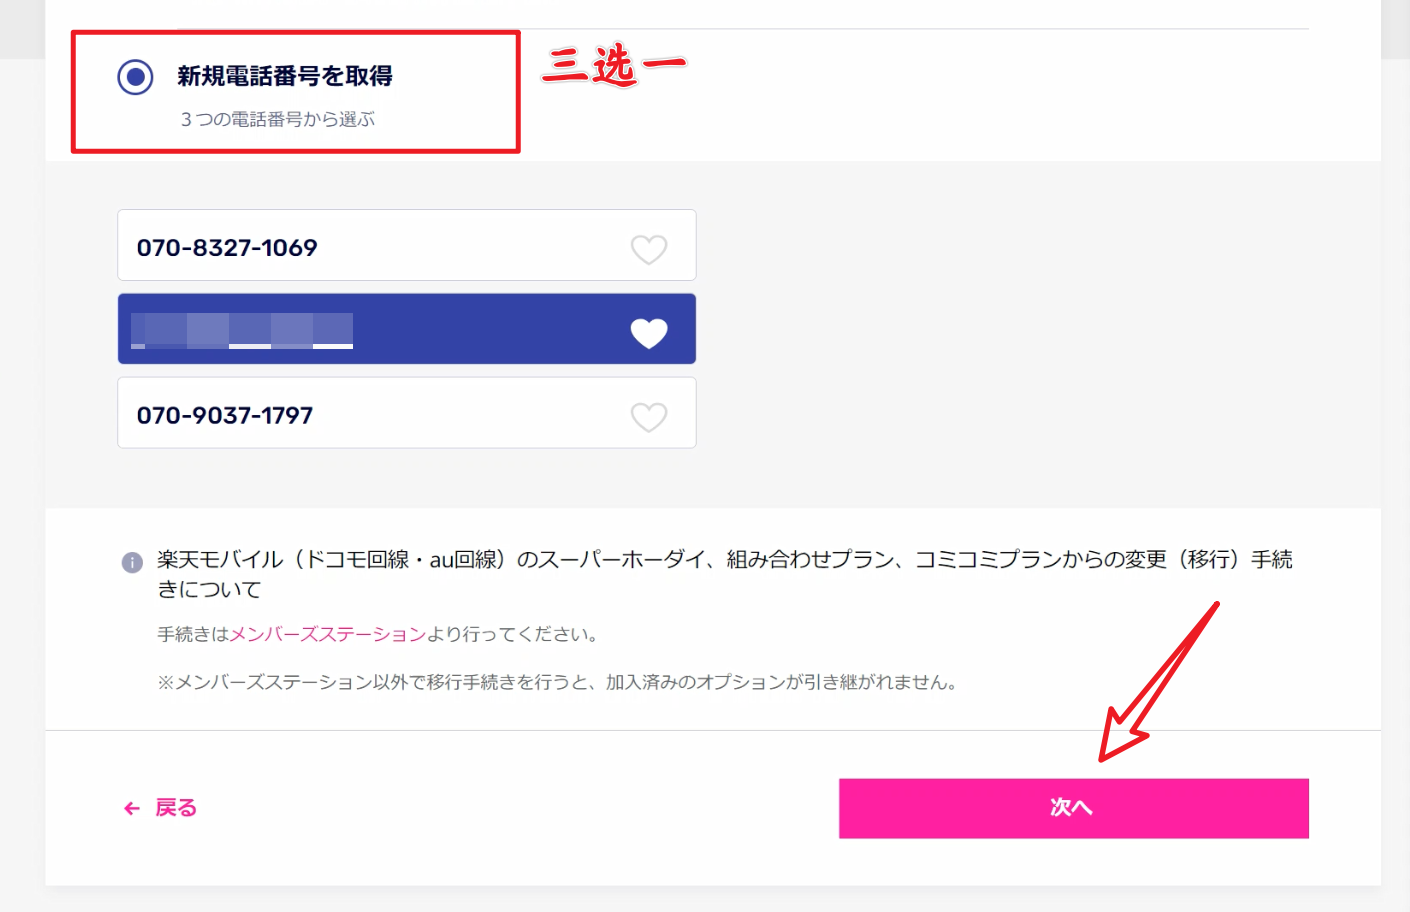 新規電話番号を取得
三选一
3つの電話番号から選ぶ
070-8327-1069
070-9037-1797
楽天モバイル（ドコモ回線・au回線）のスーパーホーダイ、組み合わせプラン、コミコミプランからの変更（移行）手続
きについて
手続きはメンバーズステーションより行ってください。
※メンバーズステーション以外で移行手続きを行うと、加入済みのオプションが引き継がれません。
← 戻る
次へ